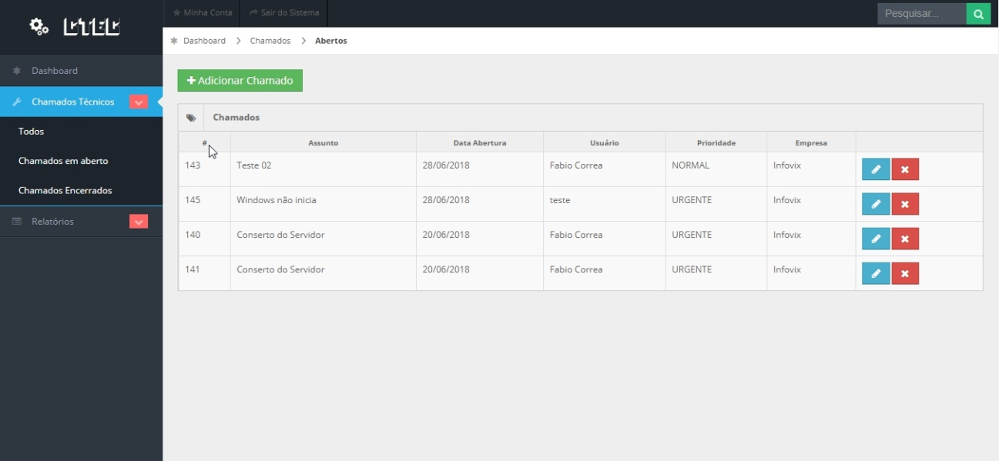 CTEC
Minha Conta
Sair do Sistema
Pesquisar...
Dashboard > Chamados > Abertos
Dashboard
Chamados Técnicos
Todos
Chamados em aberto
Chamados Encerrados
Relatórios
Adicionar Chamado
Chamados
# Assunto Data Abertura Usuário Prioridade Empresa
143 Teste 02 28/06/2018 Fabio Correa NORMAL Infovix
145 Windows não inicia 28/06/2018 teste URGENTE Infovix
140 Conserto do Servidor 20/06/2018 Fabio Correa URGENTE Infovix
141 Conserto do Servidor 20/06/2018 Fabio Correa URGENTE Infovix